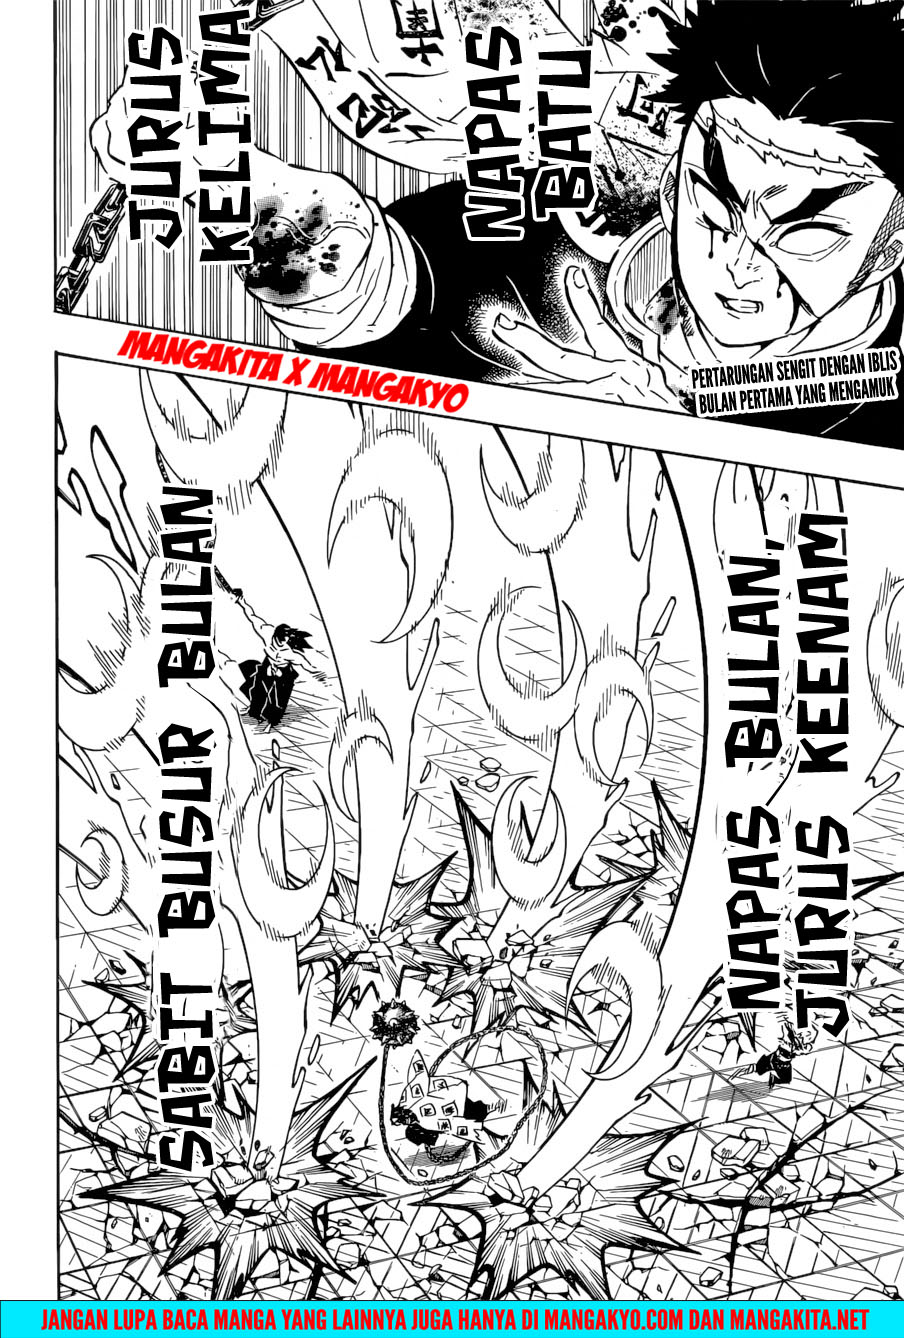 NAPAS
BATU
JURUS
KELIMA
PERTARUNGAN SENGIT DENGAN IBLIS
BULAN PERTAMA YANG MENGAMUK
MANGAKITA X MANGAKYO
NAPAS BULAN,
JURUS KEENAM
SABIT BUSUR BULAN
JANGAN LUPA BACA MANGA YANG LAINNYA JUGA HANYA DI MANGAKYO.COM DAN MANGAKITA.NET